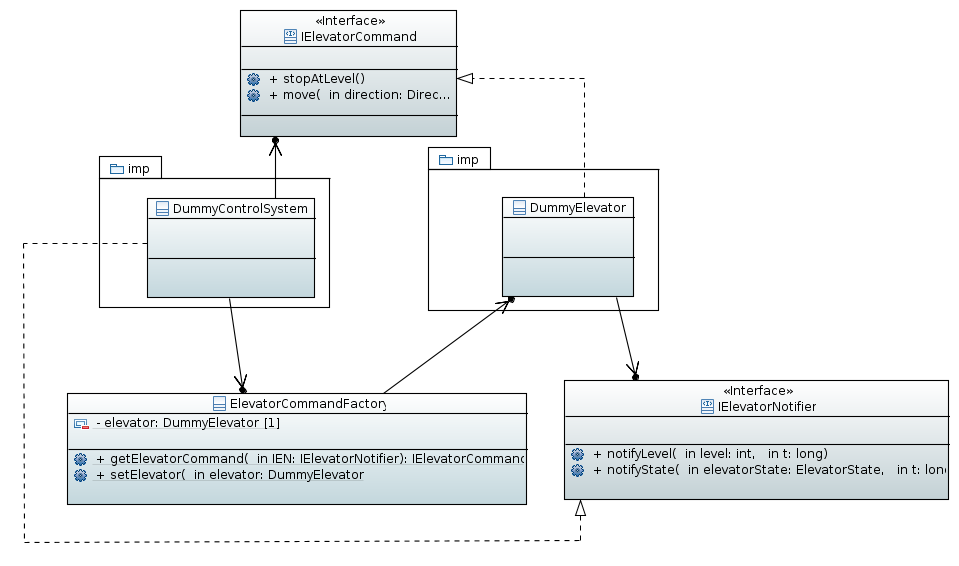 «Interface»
IElevatorCommand
+ stopAtLevel()
+ move( in direction: Direc...
imp
imp
DummyControlSystem
DummyElevator
ElevatorCommandFactory
- elevator: DummyElevator [1]
+ getElevatorCommand( in IEN: IElevatorNotifier): IElevatorCommand
+ setElevator( in elevator: DummyElevator
«Interface»
IElevatorNotifier
+ notifyLevel( in level: int, in t: long)
+ notifyState( in elevatorState: ElevatorState, in t: long